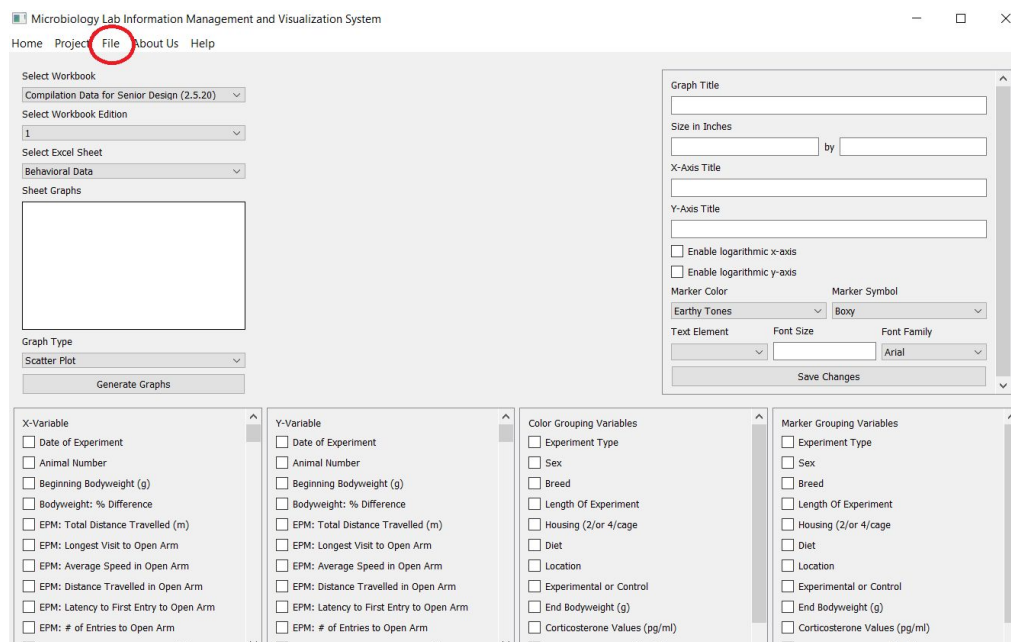 Microbiology Lab Information Management and Visualization System
Home Project File About Us Help
Select Workbook
Compilation Data for Senior Design (2.5.20)
Select Workbook Edition
1
Select Excel Sheet
Behavioral Data
Sheet Graphs
Graph Type
Scatter Plot
Generate Graphs
Graph Title
Size in Inches
by
X-Axis Title
Y-Axis Title
Enable logarithmic x-axis
Enable logarithmic y-axis
Marker Color Marker Symbol
Earthy Tones Boxy
Text Element Font Size Font Family
Arial
Save Changes
X-Variable
Date of Experiment
Animal Number
Beginning Bodyweight (g)
Bodyweight: % Difference
EPM: Total Distance Travelled (m)
EPM: Longest Visit to Open Arm
EPM: Average Speed in Open Arm
EPM: Distance Travelled in Open Arm
EPM: Latency to First Entry to Open Arm
EPM: # of Entries to Open Arm
Y-Variable
Date of Experiment
Animal Number
Beginning Bodyweight (g)
Bodyweight: % Difference
EPM: Total Distance Travelled (m)
EPM: Longest Visit to Open Arm
EPM: Average Speed in Open Arm
EPM: Distance Travelled in Open Arm
EPM: Latency to First Entry to Open Arm
EPM: # of Entries to Open Arm
Color Grouping Variables
Experiment Type
Sex
Breed
Length Of Experiment
Housing (2/or 4/cage
Diet
Location
Experimental or Control
End Bodyweight (g)
Corticosterone Values (pg/ml)
Marker Grouping Variables
Experiment Type
Sex
Breed
Length Of Experiment
Housing (2/or 4/cage
Diet
Location
Experimental or Control
End Bodyweight (g)
Corticosterone Values (pg/ml)